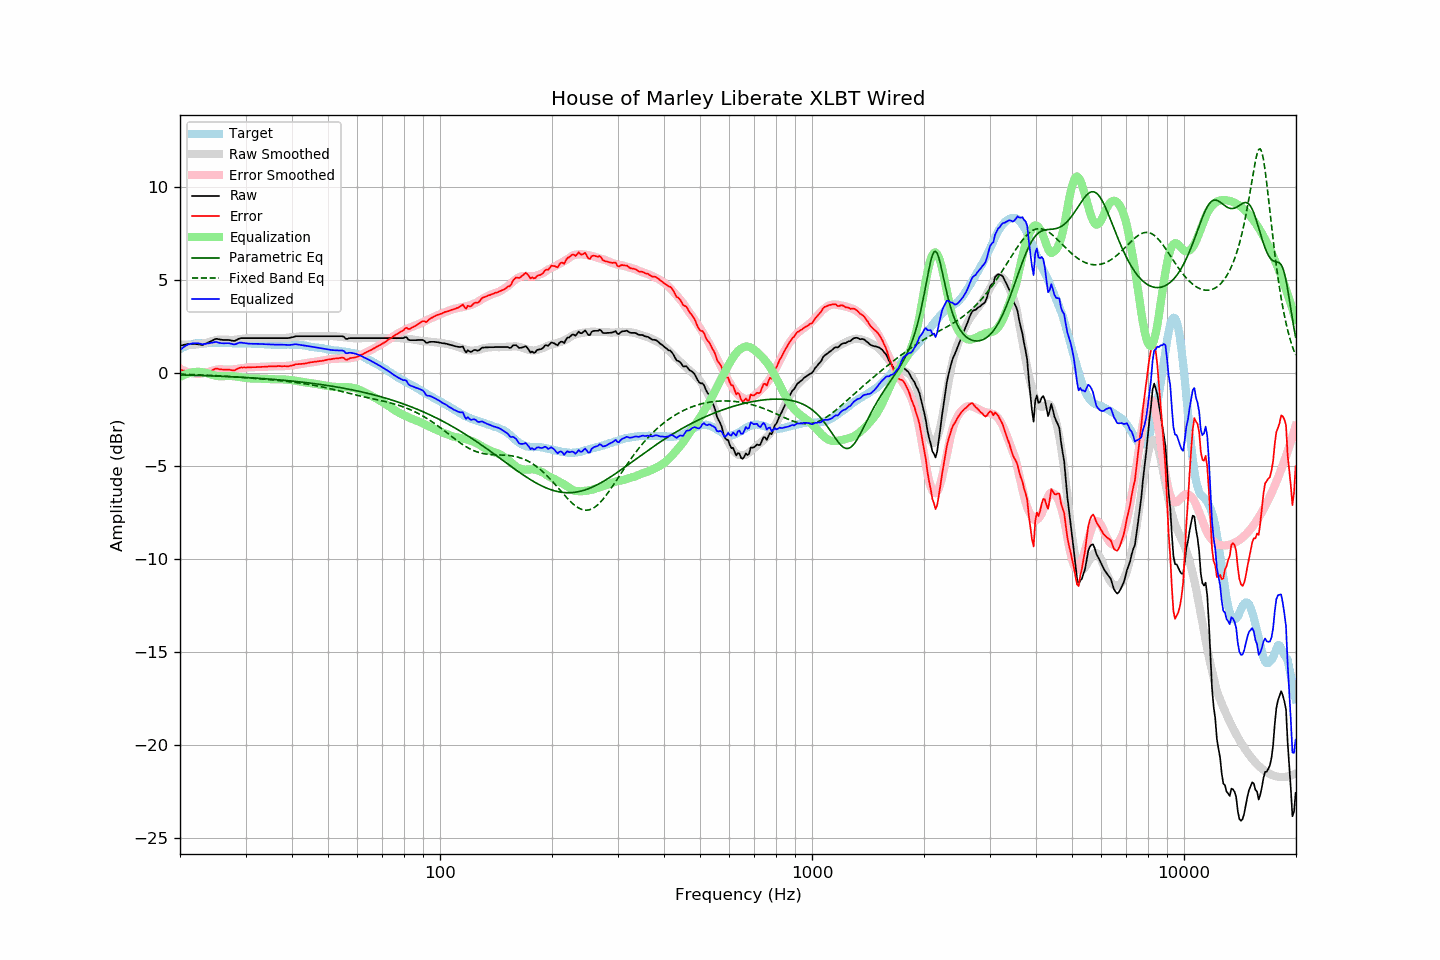 House of Marley Liberate XLBT Wired
Target
Raw Smoothed
Error Smoothed
Raw
Error
Equalization
Parametric Eq
Fixed Band Eq
Equalized
10
5
0
−5
−10
−15
−20
−25
Amplitude (dBr)
100
1000
10000
Frequency (Hz)